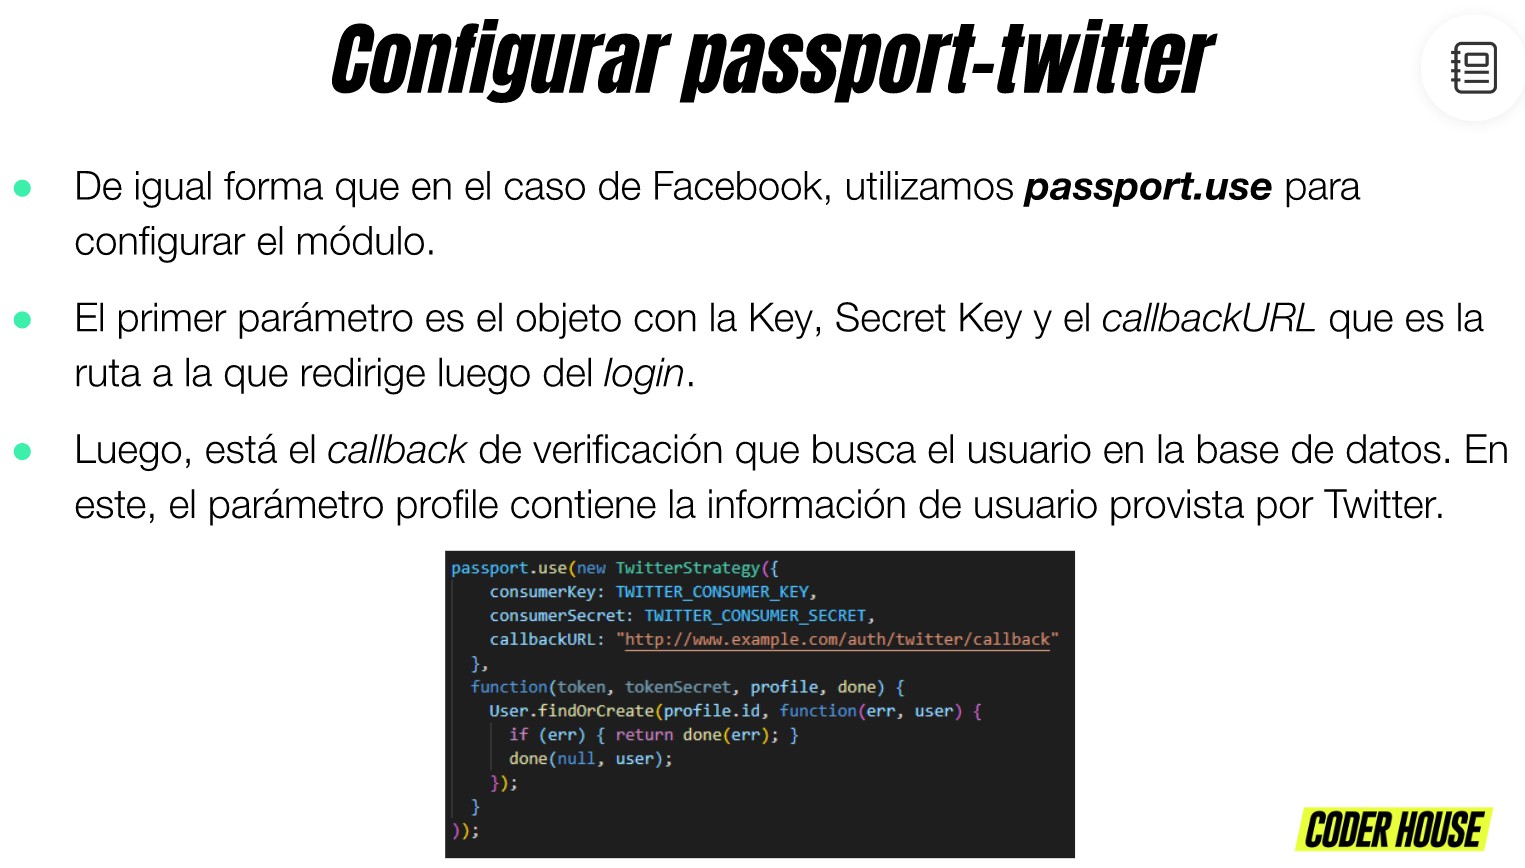 Configurar passport-twitter
● De igual forma que en el caso de Facebook, utilizamos passport.use para
configurar el módulo.
● El primer parámetro es el objeto con la Key, Secret Key y el callbackURL que es la
ruta a la que redirige luego del login.
● Luego, está el callback de verificación que busca el usuario en la base de datos. En
este, el parámetro profile contiene la información de usuario provista por Twitter.
passport.use(new TwitterStrategy({
    consumerKey: TWITTER_CONSUMER_KEY,
    consumerSecret: TWITTER_CONSUMER_SECRET,
    callbackURL: "http://www.example.com/auth/twitter/callback"
  },
  function(token, tokenSecret, profile, done) {
    User.findOrCreate(profile.id, function(err, user) {
      if (err) { return done(err); }
      done(null, user);
    });
  }
));
CODER HOUSE